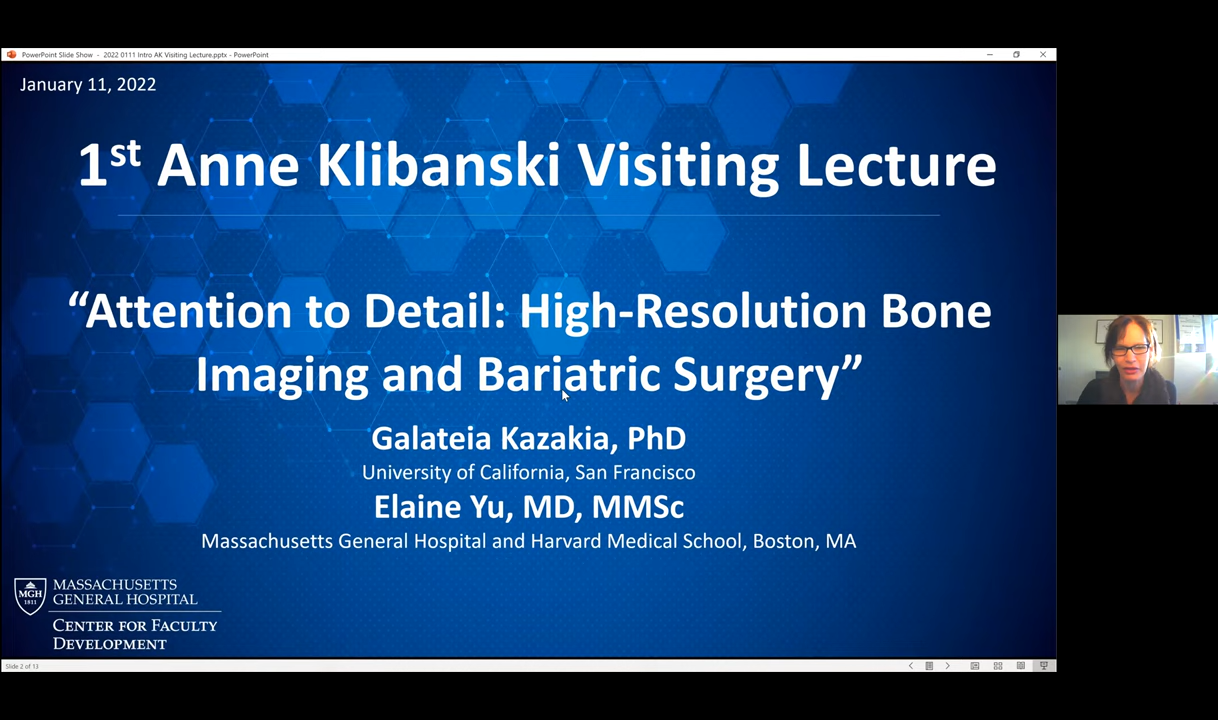 PowerPoint Slide Show - 2022 0111 Intro AK Visiting Lecture.pptx - PowerPoint
January 11, 2022
1st Anne Klibanski Visiting Lecture
“Attention to Detail: High-Resolution Bone
Imaging and Bariatric Surgery”
Galateia Kazakia, PhD
University of California, San Francisco
Elaine Yu, MD, MMSc
Massachusetts General Hospital and Harvard Medical School, Boston, MA
MGH
1811
MASSACHUSETTS
GENERAL HOSPITAL
CENTER FOR FACULTY
DEVELOPMENT
Slide 2 of 13